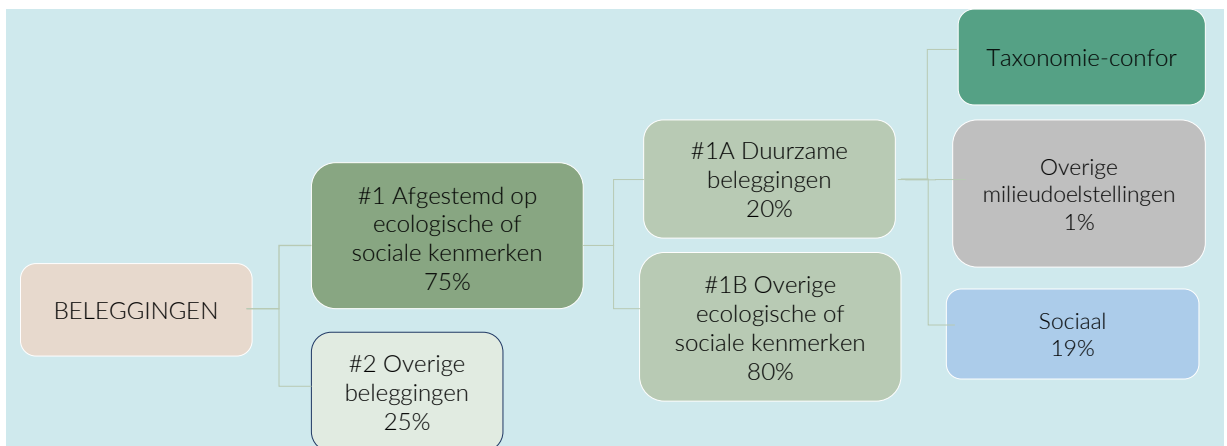 BELEGGINGEN
#1 Afgestemd op
ecologische of
sociale kenmerken
75%
#2 Overige
beleggingen
25%
#1A Duurzame
beleggingen
20%
#1B Overige
ecologische of
sociale kenmerken
80%
Taxonomie-confor
Overige
milieudoelstellingen
1%
Sociaal
19%